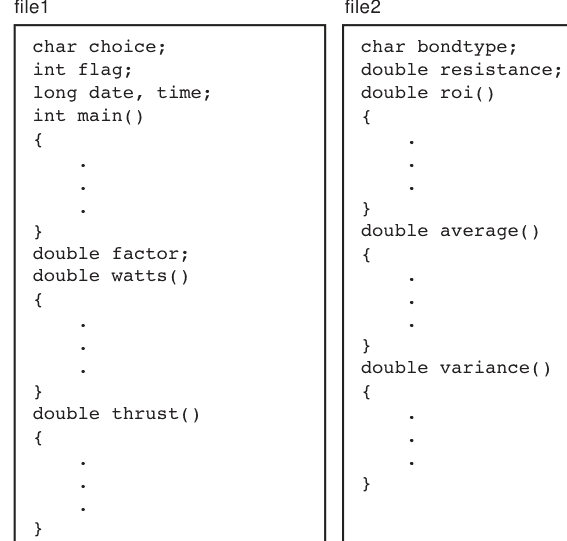 file1
char choice;
int flag;
long date, time;
int main()
{
.
.
.
}
double factor;
double watts()
{
.
.
.
}
double thrust()
{
.
.
.
}
file2
char bondtype;
double resistance;
double roi()
{
.
.
.
}
double average()
{
.
.
.
}
double variance()
{
.
.
.
}